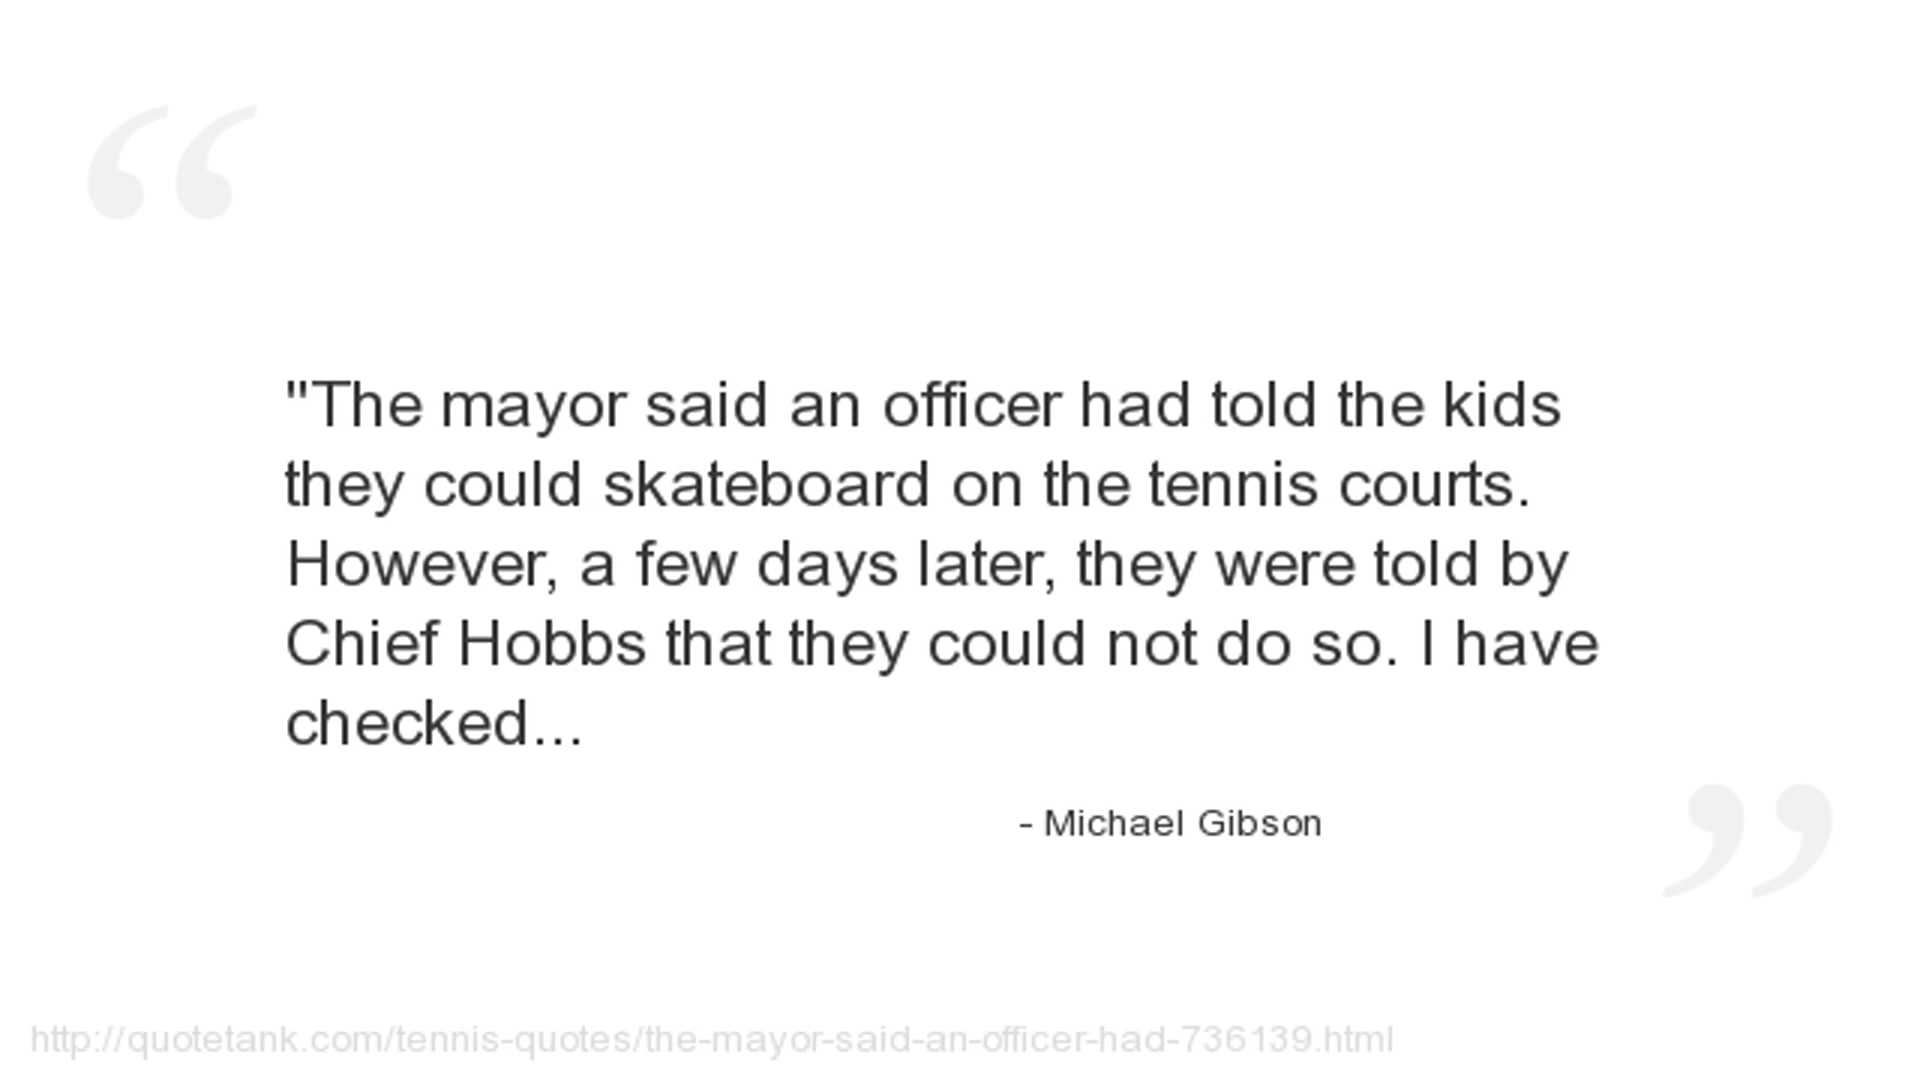 "The mayor said an officer had told the kids
they could skateboard on the tennis courts.
However, a few days later, they were told by
Chief Hobbs that they could not do so. I have
checked...
- Michael Gibson
http://quotetank.com/tennis-quotes/the-mayor-said-an-officer-had-736139.html